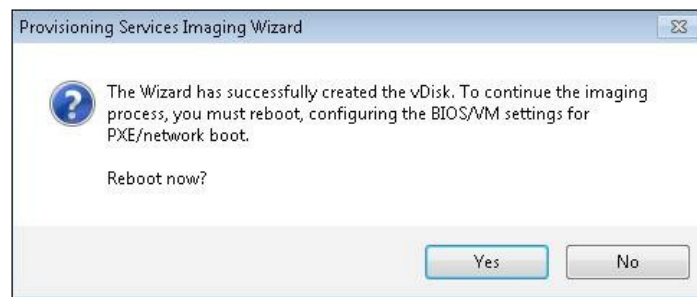 Provisioning Services Imaging Wizard
The Wizard has successfully created the vDisk. To continue the imaging
process, you must reboot, configuring the BIOS/VM settings for
PXE/network boot.
Reboot now?
Yes
No